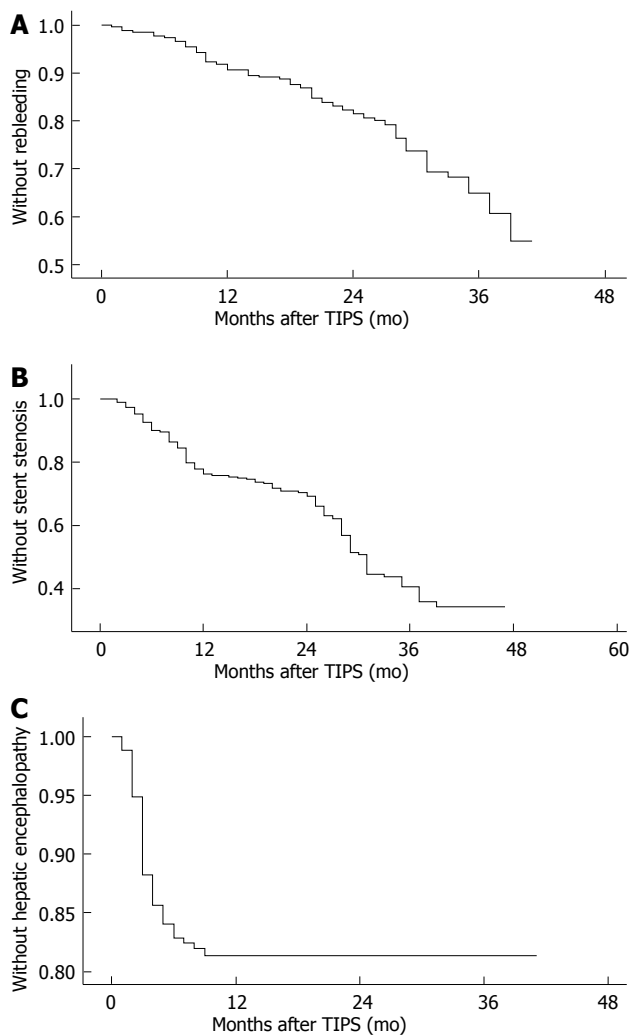 A
Without rebleeding
1.0
0.9
0.8
0.7
0.6
0.5
0 12 24 36 48
Months after TIPS (mo)
B
Without stent stenosis
1.0
0.8
0.6
0.4
0 12 24 36 48 60
Months after TIPS (mo)
C
Without hepatic encephalopathy
1.00
0.95
0.90
0.85
0.80
0 12 24 36 48
Months after TIPS (mo)